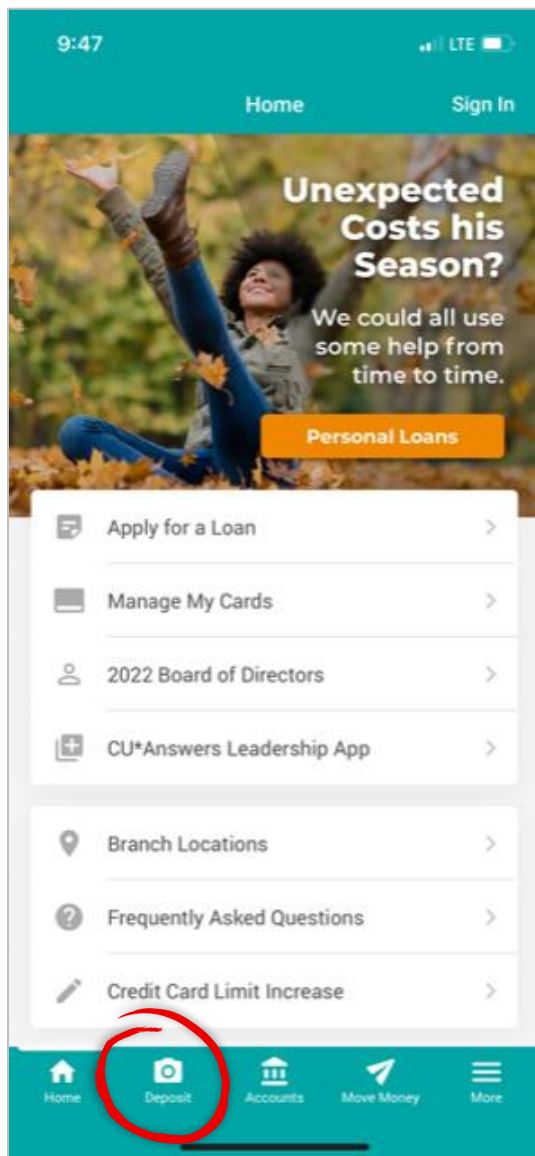 9:47
LTE
Home
Sign In
Unexpected
Costs his
Season?
We could all use
some help from
time to time.
Personal Loans
Apply for a Loan
Manage My Cards
2022 Board of Directors
CU*Answers Leadership App
Branch Locations
Frequently Asked Questions
Credit Card Limit Increase
Home
Deposit
Accounts
Move Money
More